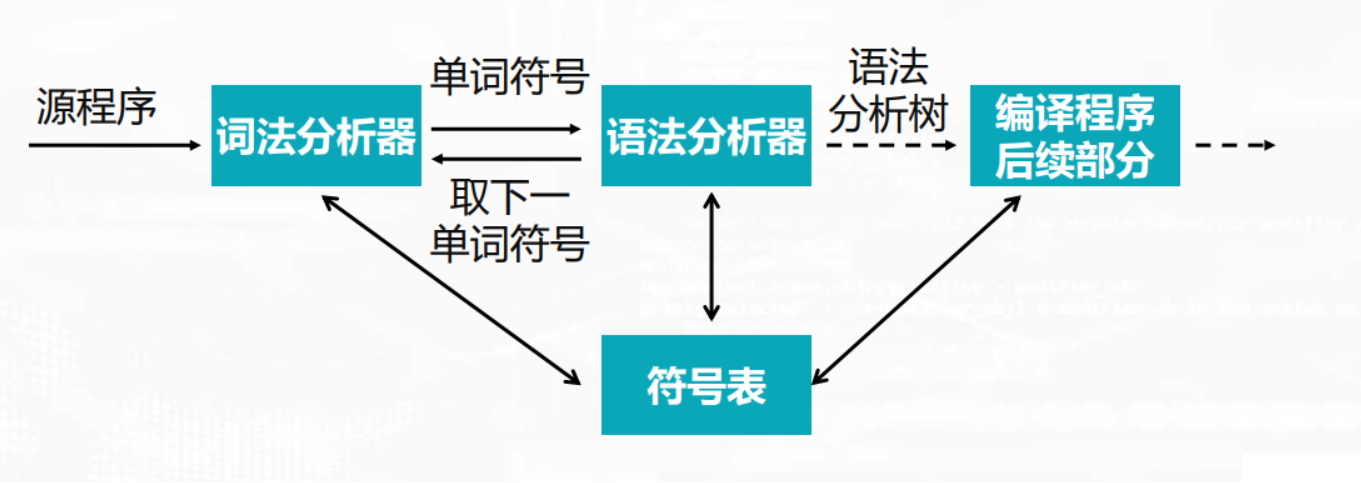 源程序
词法分析器
单词符号
取下一
单词符号
语法分析器
语法
分析树
编译程序
后续部分
符号表